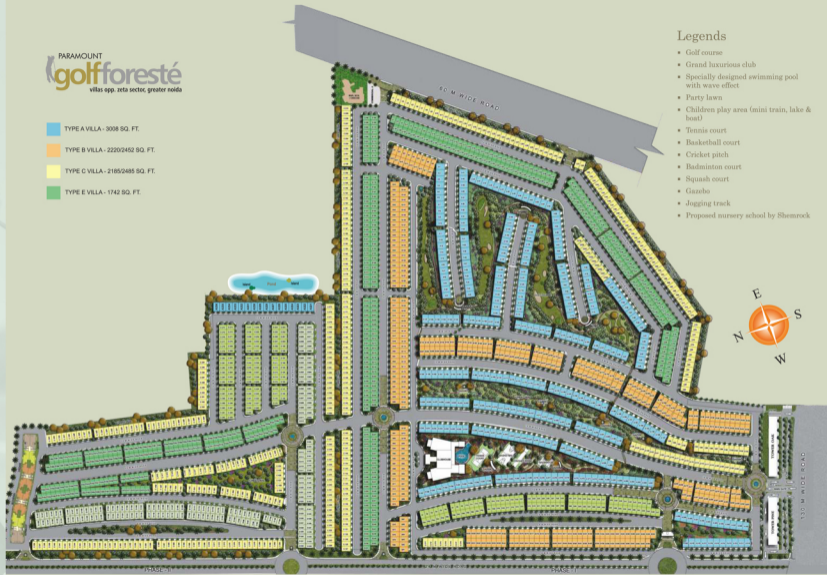 PARAMOUNT
golfforesté
villas opp. zeta sector, greater noida
TYPE A VILLA - 3008 SQ. FT.
TYPE B VILLA - 2220/2452 SQ. FT.
TYPE C VILLA - 2185/2485 SQ. FT.
TYPE E VILLA - 1742 SQ. FT.
Legends
• Golf course
• Grand luxurious club
• Specially designed swimming pool
with wave effect
• Party lawn
• Children play area (mini train, lake &
boat)
• Tennis court
• Basketball court
• Cricket pitch
• Badminton court
• Squash court
• Gazebo
• Jogging track
• Proposed nursery school by Shemrock
60 M WIDE ROAD
E
S
N
W